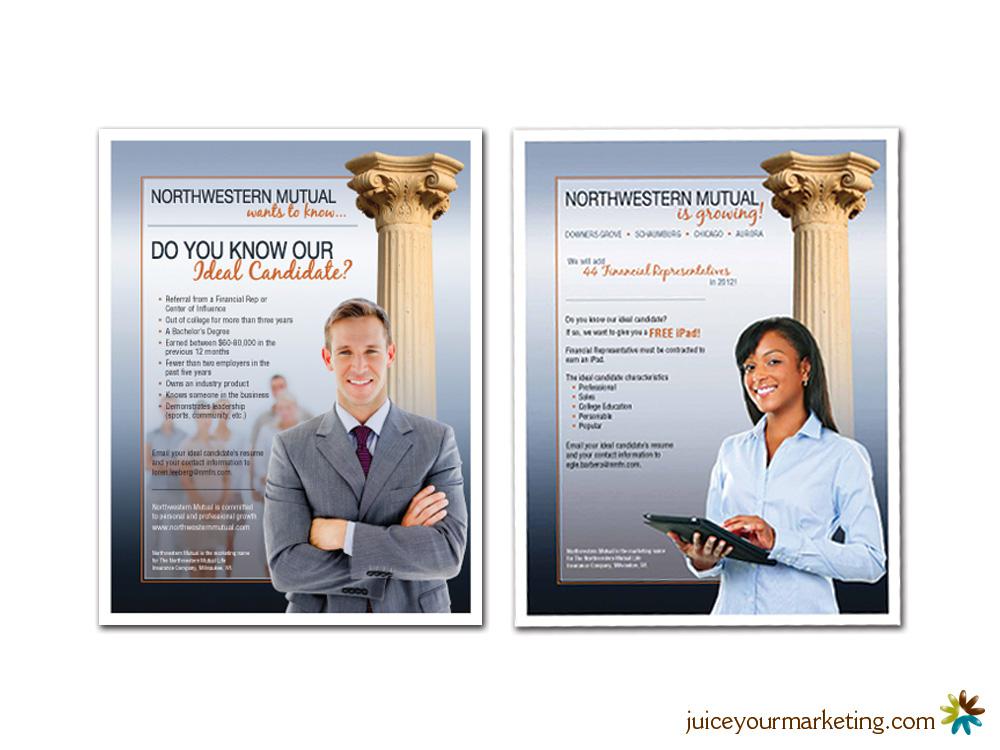 NORTHWESTERN MUTUAL
wants to know...
DO YOU KNOW OUR
Ideal Candidate?
• Referral from a Financial Rep or
Center of Influence
• Out of college for more than three years
• A Bachelor's Degree
• Earned between $60-80,000 in the
previous 12 months
• Fewer than two employers in the
past five years
• Owns an industry product
• Knows someone in the business
• Demonstrates leadership
(sports, community, etc.)
Email your ideal candidate's resume
and your contact information to
loren.leeberg@nmfn.com.
Northwestern Mutual is committed
to personal and professional growth
www.northwesternmutual.com
Northwestern Mutual is the marketing name
for The Northwestern Mutual Life
Insurance Company, Milwaukee, WI.
NORTHWESTERN MUTUAL
is growing!
DOWNERS GROVE • SCHAUMBURG • CHICAGO • AURORA
We will add
44 Financial Representatives
in 2012!
Do you know our ideal candidate?
If so, we want to give you a FREE iPad!
Financial Representative must be contracted to
earn an iPad.
The ideal candidate characteristics
• Professional
• Sales
• College Education
• Personable
• Popular
Email your ideal candidate's resume
and your contact information to
egle.barbera@nmfn.com.
Northwestern Mutual is the marketing name
for The Northwestern Mutual Life
Insurance Company, Milwaukee, WI.
juiceyourmarketing.com